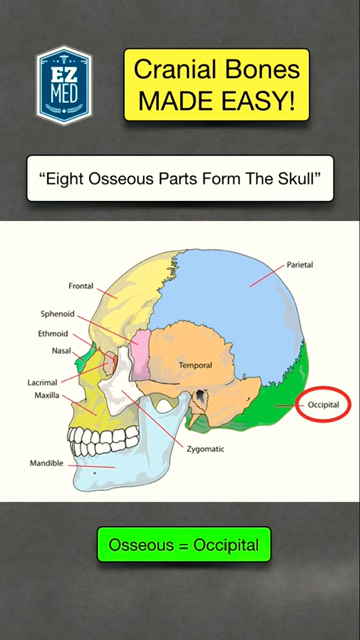 EZ
MED
Cranial Bones
MADE EASY!
“Eight Osseous Parts Form The Skull”
Parietal
Frontal
Sphenoid
Ethmoid
Nasal
Temporal
Lacrimal
Maxilla
Occipital
Zygomatic
Mandible
Osseous = Occipital